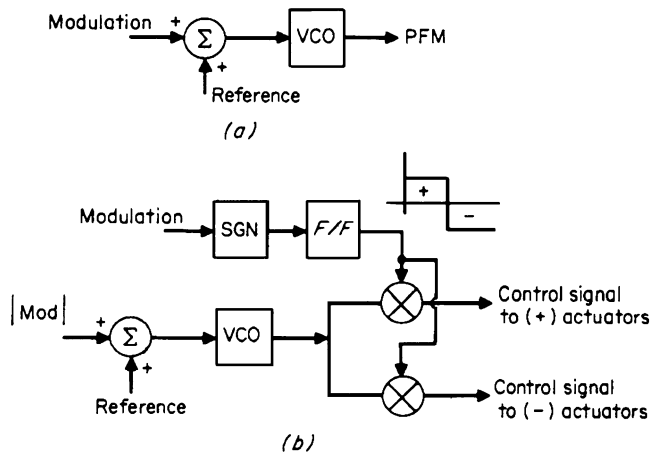 Modulation
+
Σ
VCO
PFM
+
Reference
(a)
+
−
Modulation
SGN
F/F
|Mod|
+
Σ
VCO
Control signal
to (+) actuators
+
Reference
Control signal
to (−) actuators
(b)